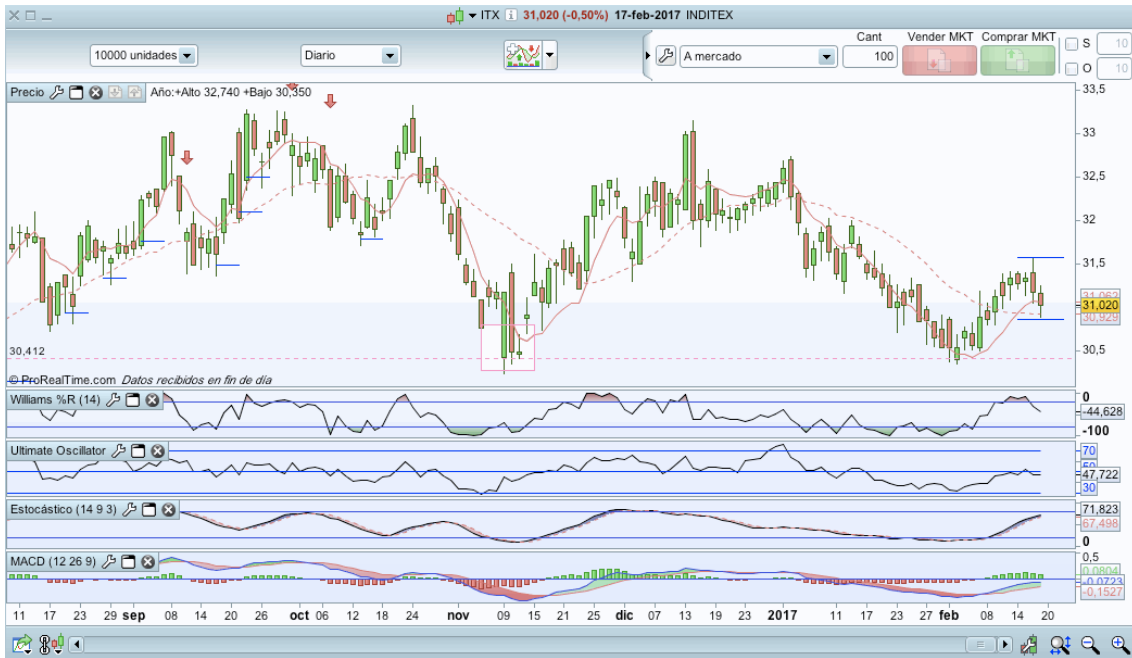 ITX 31,020 (-0,50%) 17-feb-2017 INDITEX
10000 unidades Diario A mercado Cant 100 Vender MKT Comprar MKT S 10
O 10
Precio Año:+Alto 32,740 +Bajo 30,350
33,5
33
32,5
32
31,5
31,062
31,020
30,929
30,5
30,412
© ProRealTime.com Datos recibidos en fin de día
Williams %R (14)
0
-44,628
-100
Ultimate Oscillator
70
50
47,722
30
Estocástico (14 9 3)
71,823
67,498
0
MACD (12 26 9)
0,5
0,0804
-0,0723
-0,1527
11 17 23 29 sep 08 14 20 26 oct 06 12 18 24 nov 09 15 21 25 dic 07 13 19 23 2017 11 17 23 27 feb 08 14 20